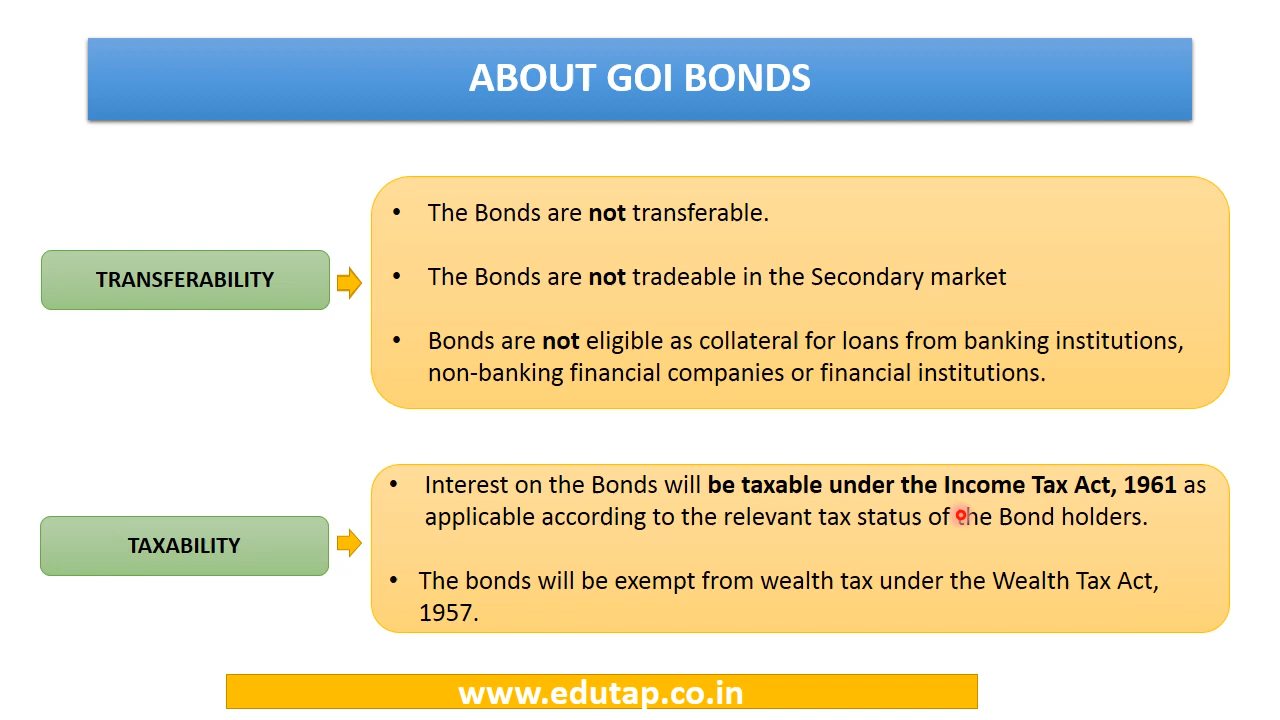 ABOUT GOI BONDS
TRANSFERABILITY
• The Bonds are not transferable.
• The Bonds are not tradeable in the Secondary market
• Bonds are not eligible as collateral for loans from banking institutions,
non-banking financial companies or financial institutions.
TAXABILITY
• Interest on the Bonds will be taxable under the Income Tax Act, 1961 as
applicable according to the relevant tax status of the Bond holders.
• The bonds will be exempt from wealth tax under the Wealth Tax Act,
1957.
www.edutap.co.in